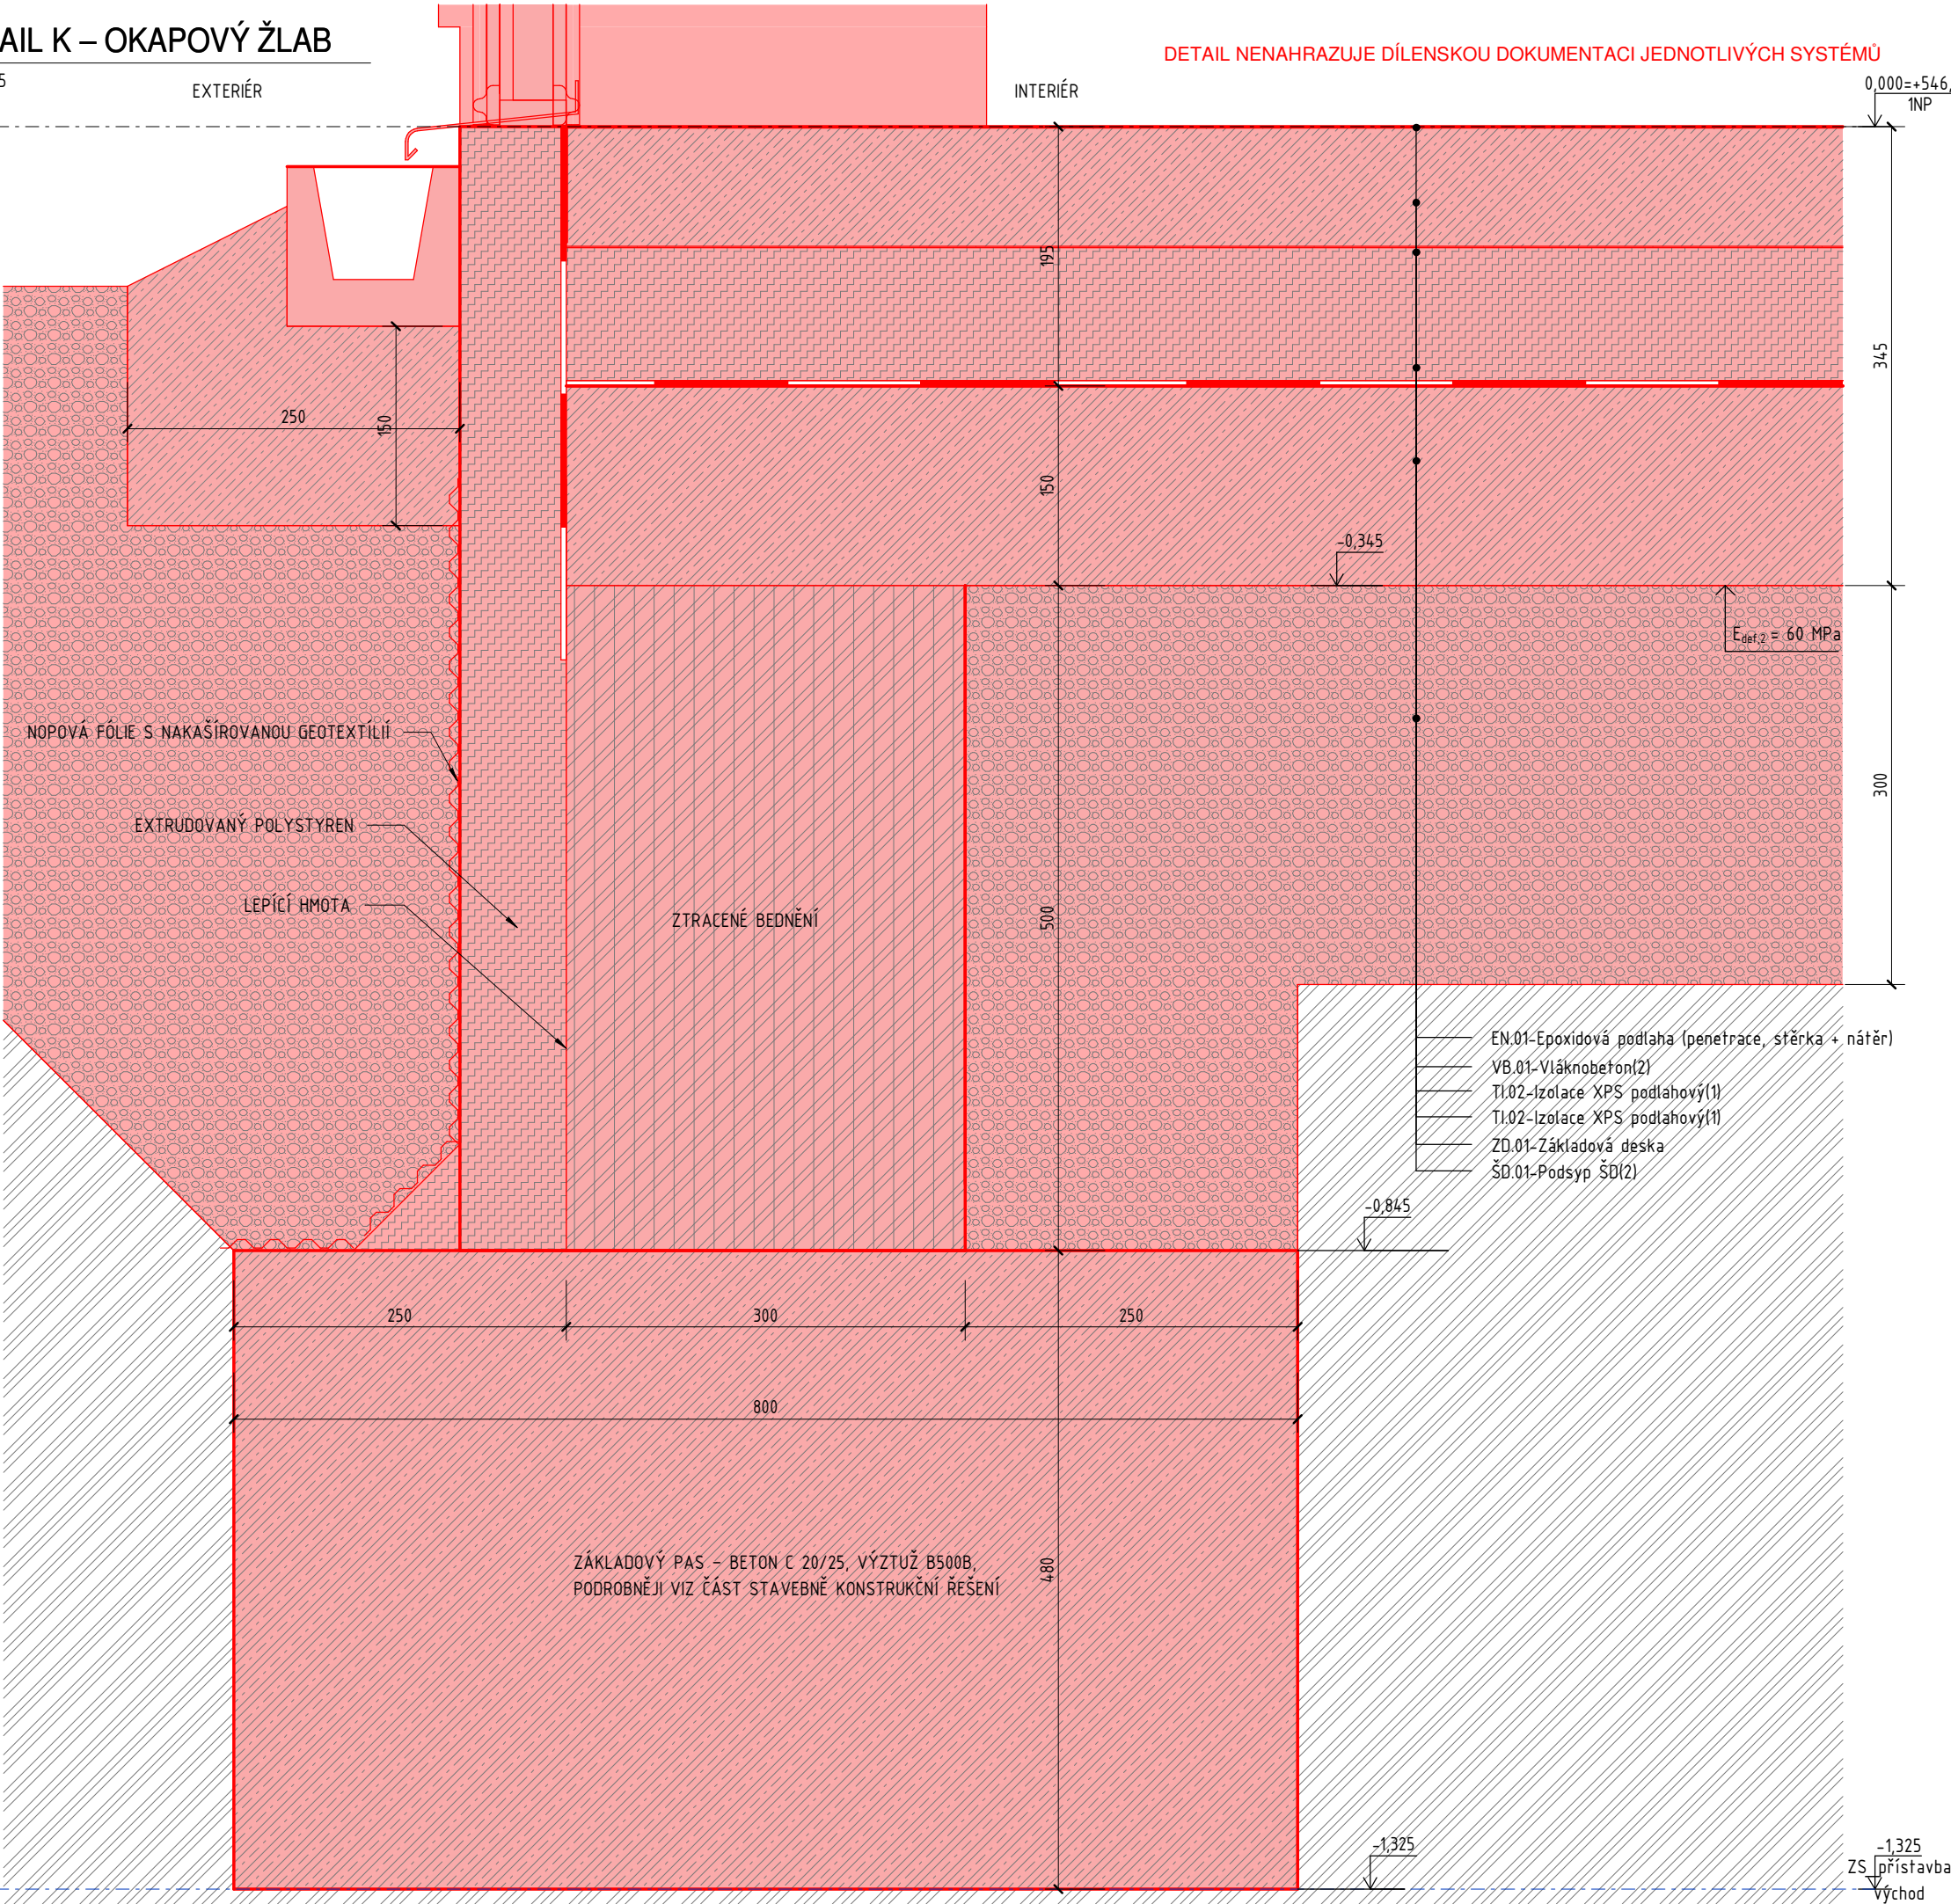 AIL K – OKAPOVÝ ŽLAB
5
EXTERIÉR
INTERIÉR
DETAIL NENAHRAZUJE DÍLENSKOU DOKUMENTACI JEDNOTLIVÝCH SYSTÉMŮ
0,000=+546,
1NP
195
345
250
150
150
-0,345
Edef,2 = 60 MPa
NOPOVÁ FÓLIE S NAKAŠÍROVANOU GEOTEXTÍLIÍ
300
EXTRUDOVANÝ POLYSTYREN
LEPÍCÍ HMOTA
ZTRACENÉ BEDNĚNÍ
500
EN.01-Epoxidová podlaha (penetrace, stěrka + nátěr)
VB.01-Vláknobeton(2)
TI.02-Izolace XPS podlahový(1)
TI.02-Izolace XPS podlahový(1)
ZD.01-Základová deska
ŠD.01-Podsyp ŠD(2)
-0,845
250
300
250
800
ZÁKLADOVÝ PAS - BETON C 20/25, VÝZTUŽ B500B,
PODROBNĚJI VIZ ČÁST STAVEBNĚ KONSTRUKČNÍ ŘEŠENÍ
480
-1,325
-1,325
ZS přístavba
východ